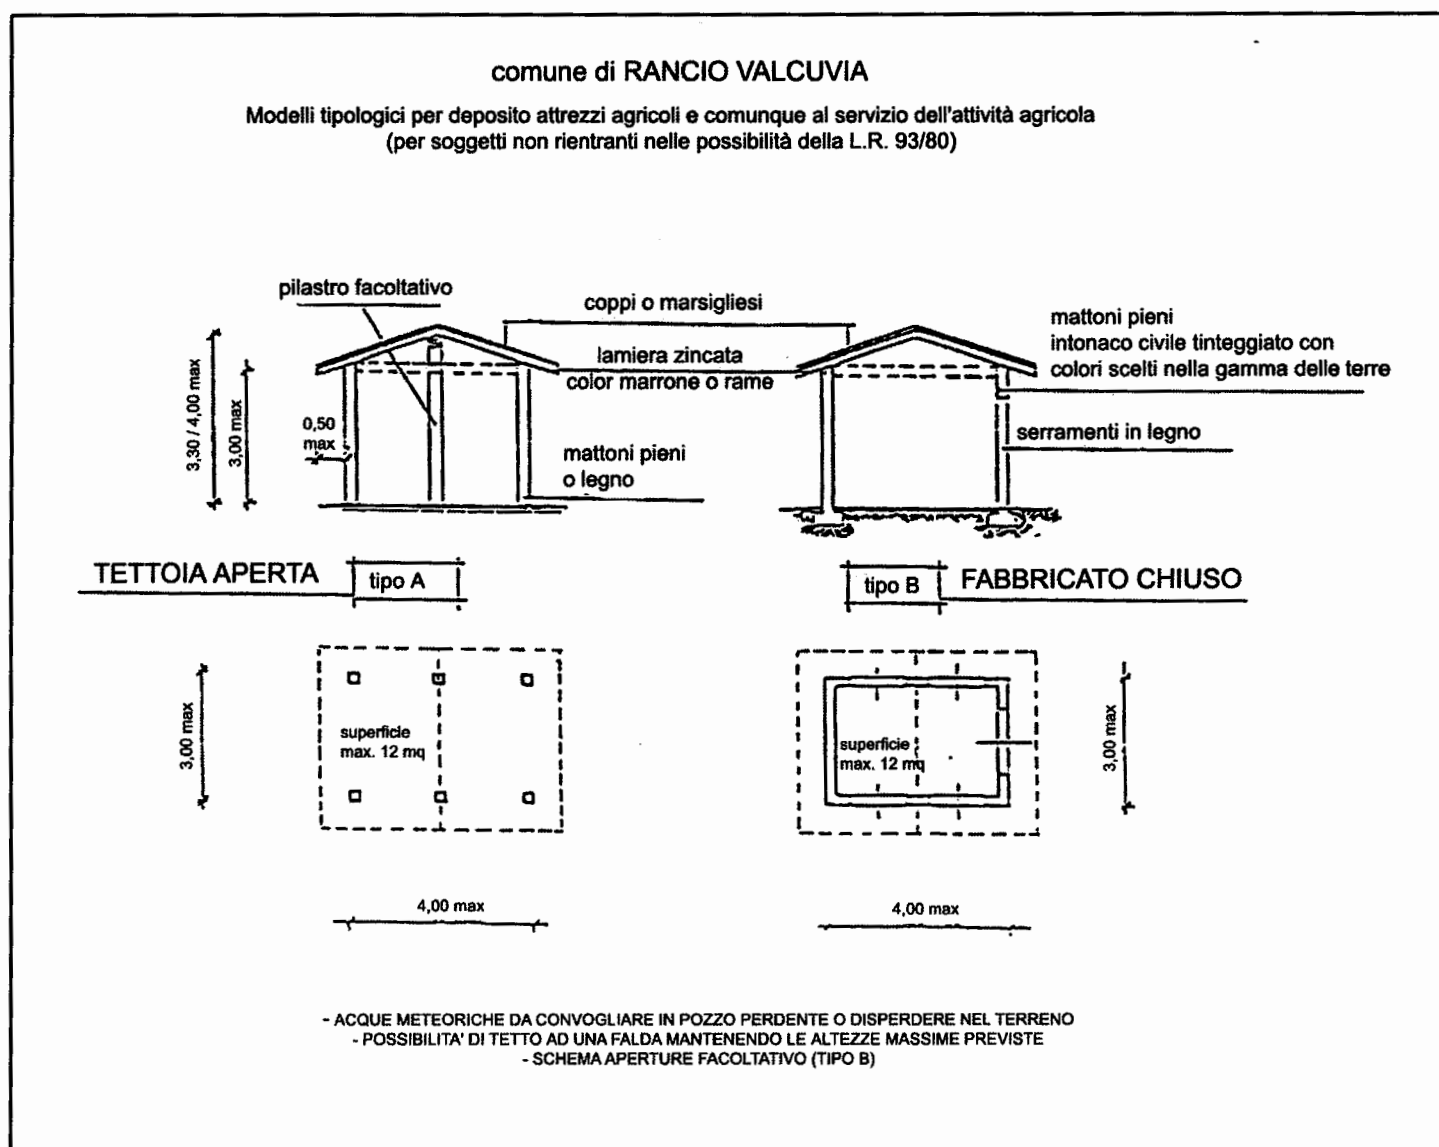 comune di RANCIO VALCUVIA
Modelli tipologici per deposito attrezzi agricoli e comunque al servizio dell'attività agricola
(per soggetti non rientranti nelle possibilità della L.R. 93/80)
pilastro facoltativo
coppi o marsigliesi
lamiera zincata
color marrone o rame
mattoni pieni
intonaco civile tinteggiato con
colori scelti nella gamma delle terre
3,30 / 4,00 max
3,00 max
0,50
max
mattoni pieni
o legno
serramenti in legno
TETTOIA APERTA
tipo A
tipo B
FABBRICATO CHIUSO
3,00 max
superficie
max. 12 mq
superficie
max. 12 mq
3,00 max
4,00 max
4,00 max
- ACQUE METEORICHE DA CONVOGLIARE IN POZZO PERDENTE O DISPERDERE NEL TERRENO
- POSSIBILITA' DI TETTO AD UNA FALDA MANTENENDO LE ALTEZZE MASSIME PREVISTE
- SCHEMA APERTURE FACOLTATIVO (TIPO B)